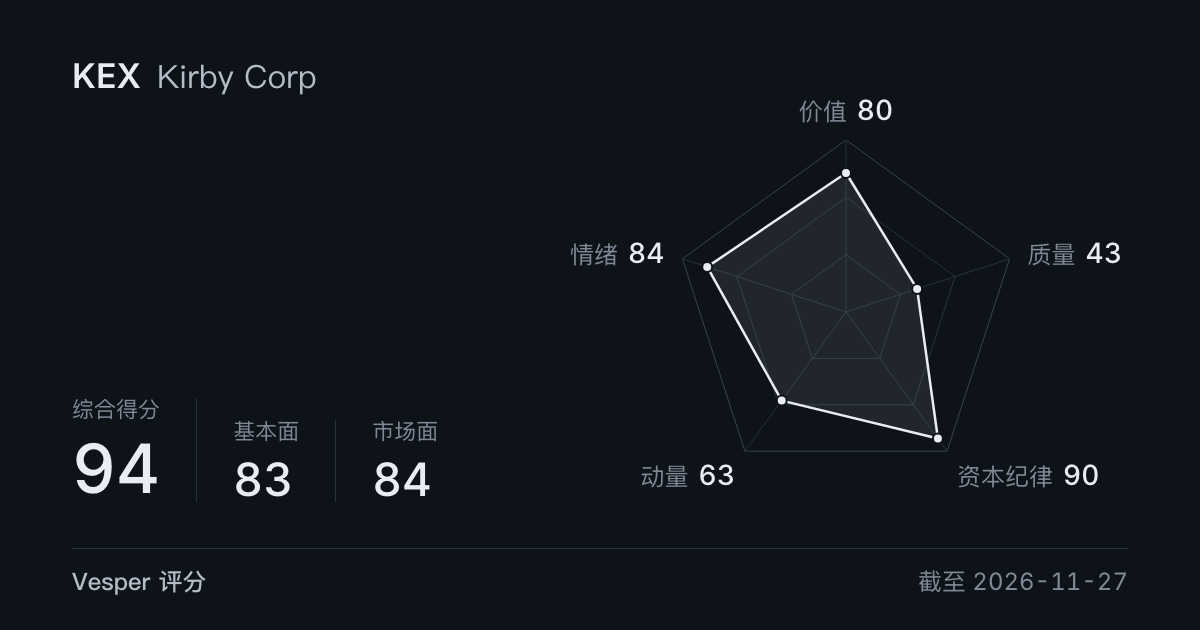 KEX Kirby Corp
价值 80
情绪 84
质量 43
动量 63
资本纪律 90
综合得分
94
基本面
83
市场面
84
Vesper 评分
截至 2026-11-27